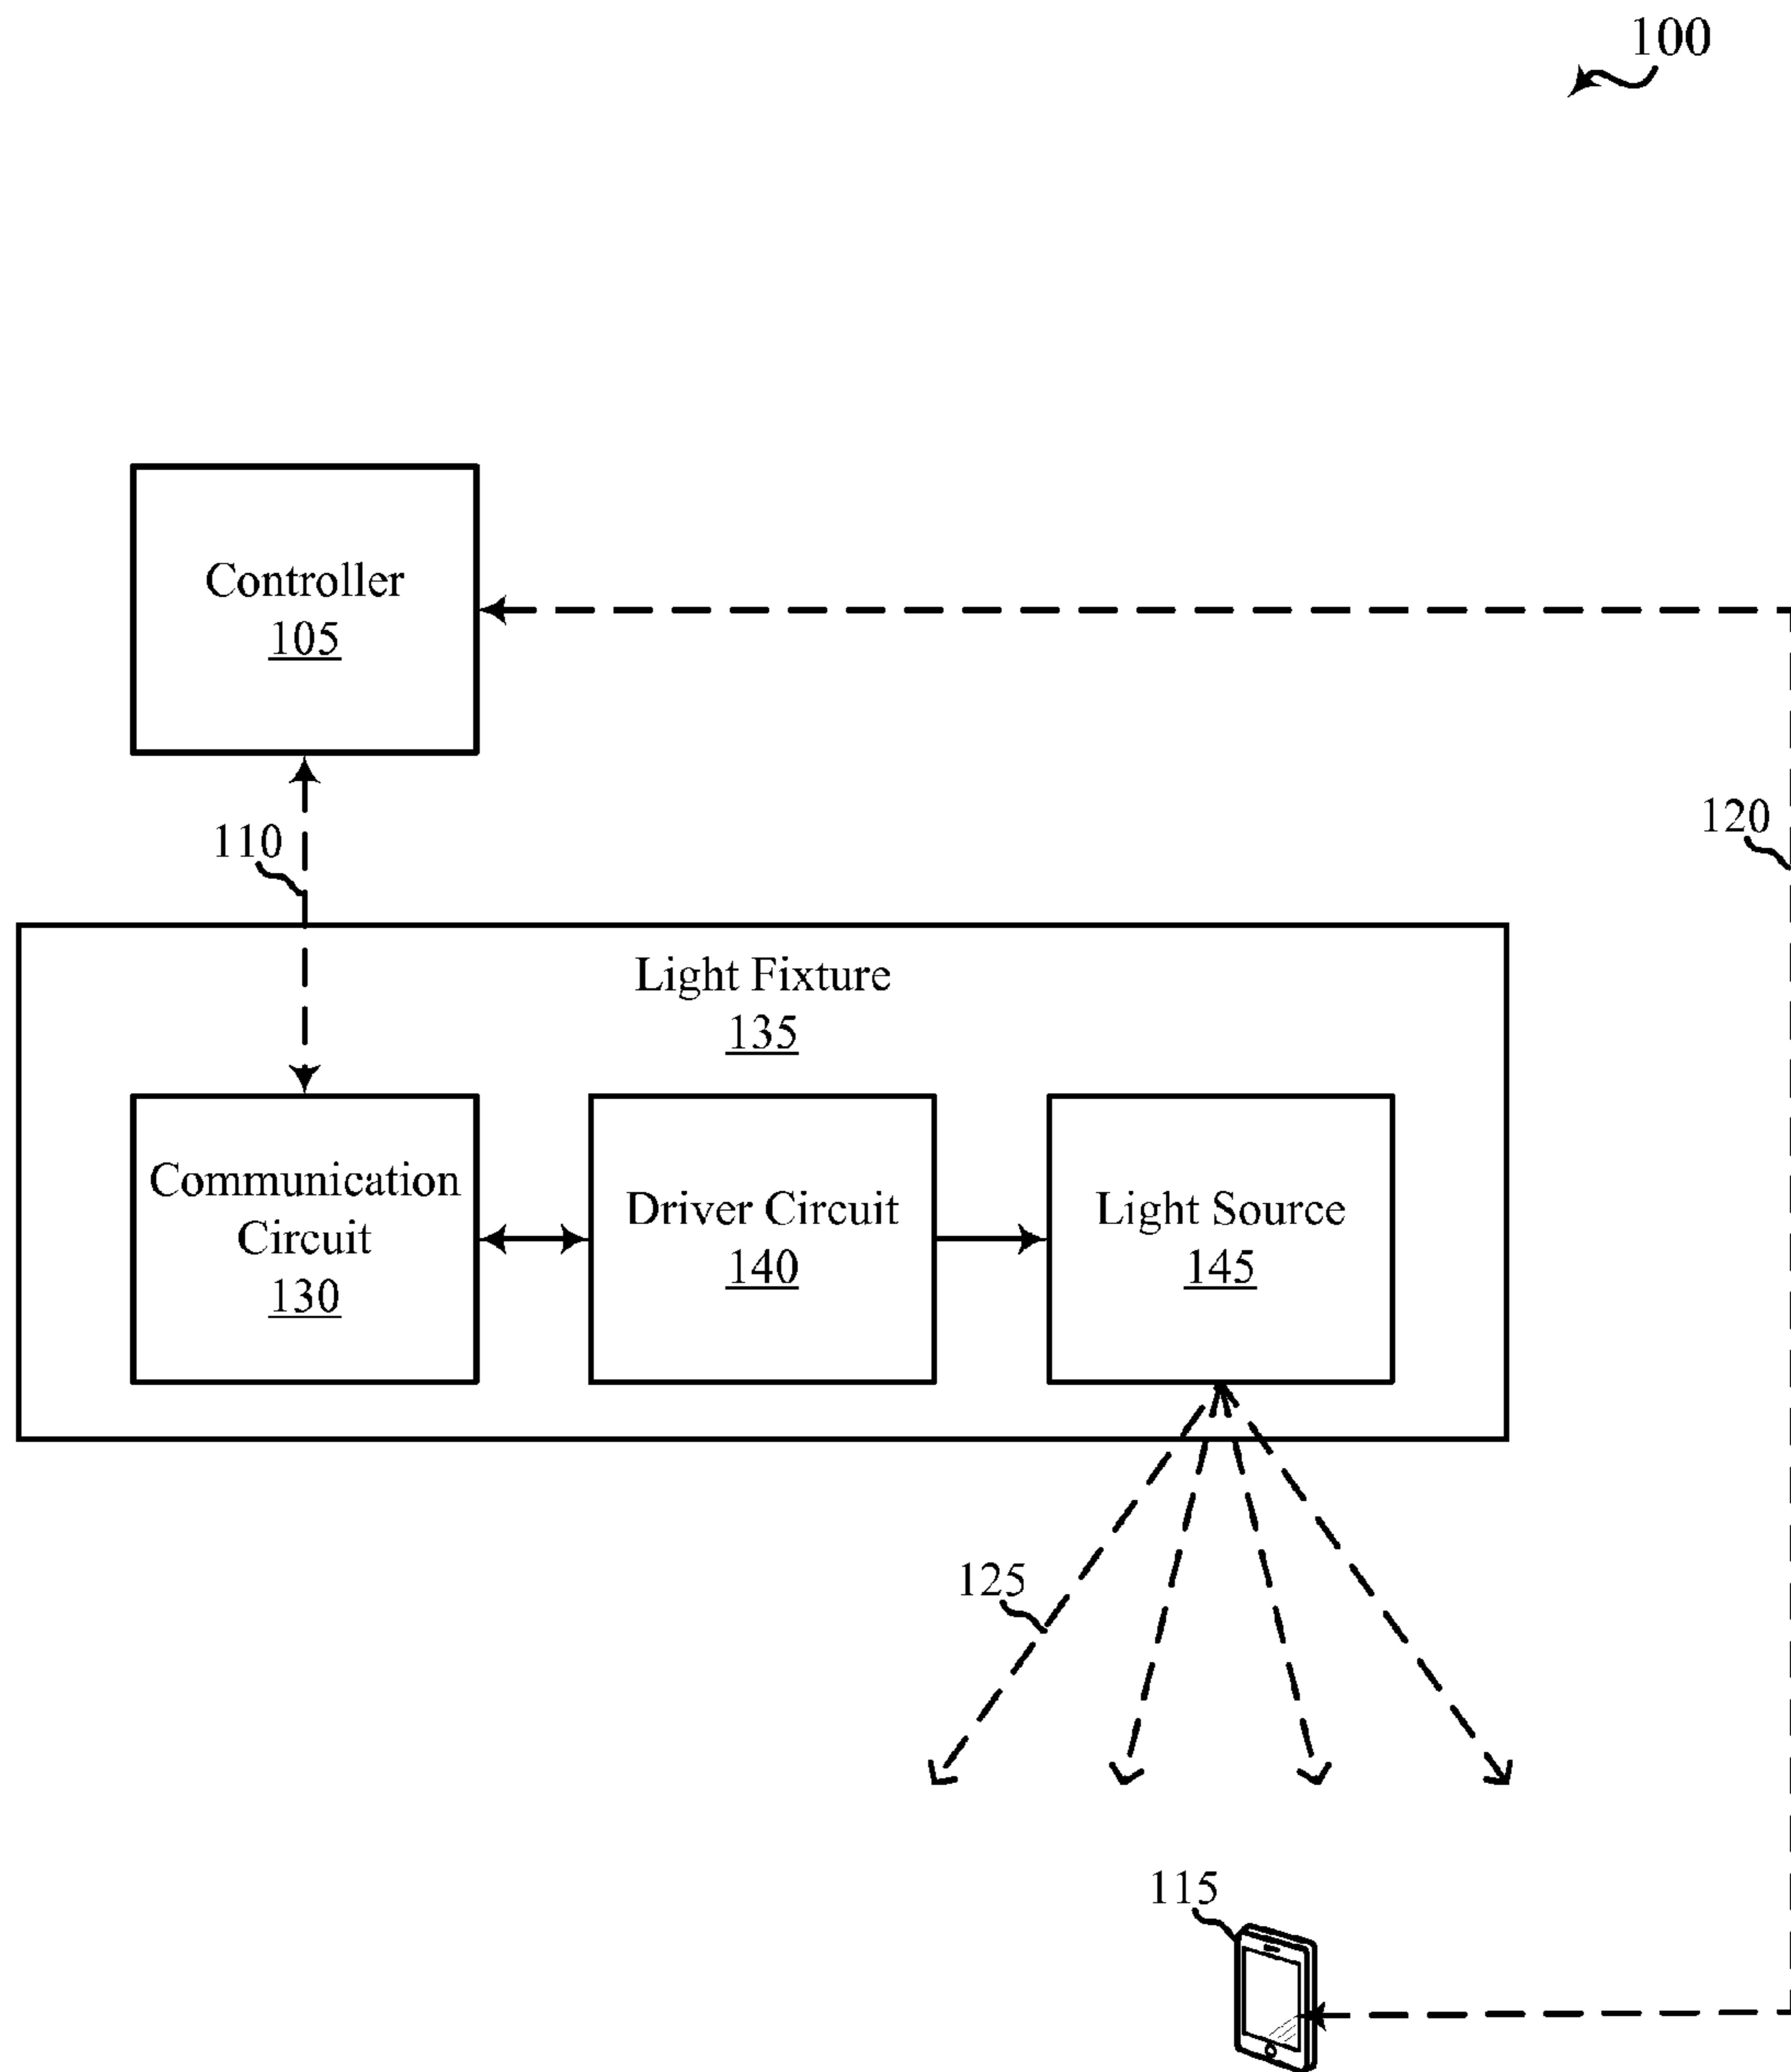 100
Controller
105
110
120
Light Fixture
135
Communication
Circuit
130
Driver Circuit
140
Light Source
145
125
115